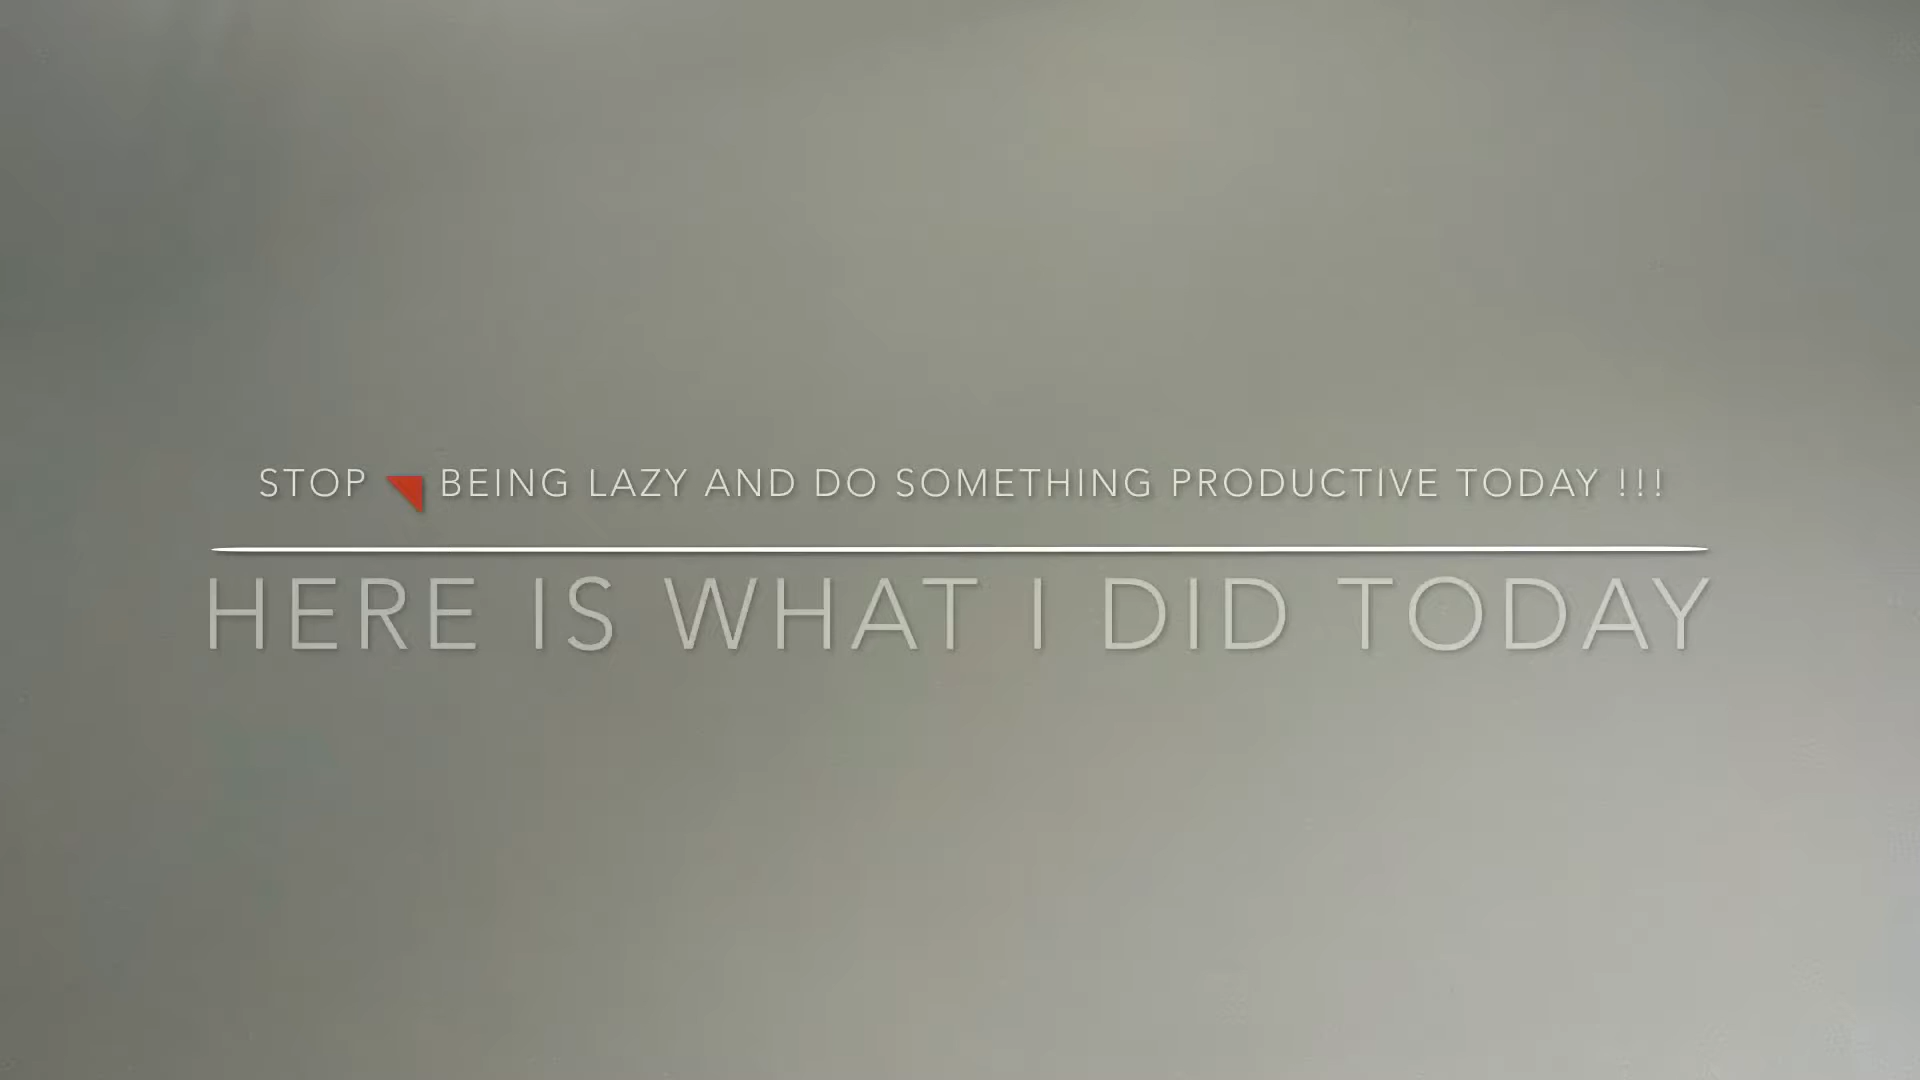 STOP BEING LAZY AND DO SOMETHING PRODUCTIVE TODAY !!!
HERE IS WHAT I DID TODAY